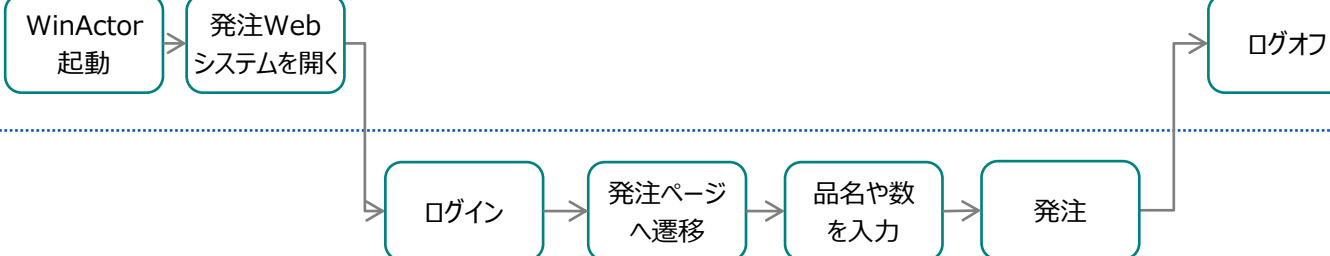 WinActor
起動
発注Web
システムを開く
ログイン
発注ページ
へ遷移
品名や数
を入力
発注
ログオフ